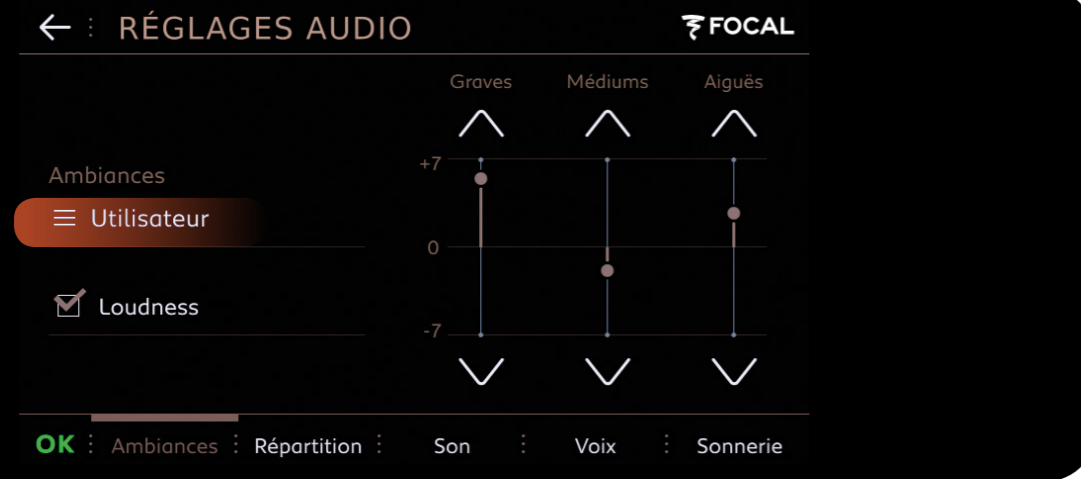 RÉGLAGES AUDIO
FOCAL
Graves Médiums Aiguës
+7
Ambiances
Utilisateur
0
Loudness
-7
OK Ambiances Répartition Son Voix Sonnerie